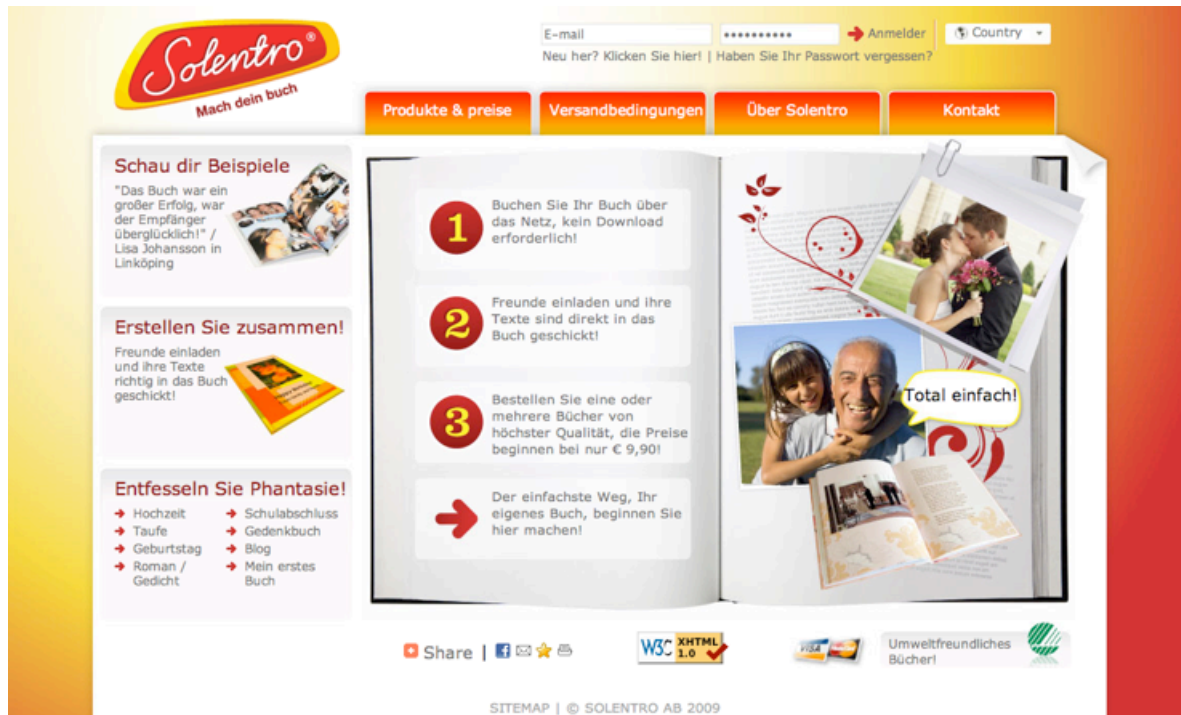 Solentro®
Mach dein buch
E-mail
Anmelder
Country
Neu her? Klicken Sie hier! | Haben Sie Ihr Passwort vergessen?
Produkte & preise
Versandbedingungen
Über Solentro
Kontakt
Schau dir Beispiele
"Das Buch war ein
großer Erfolg, war
der Empfänger
überglücklich!" /
Lisa Johansson in
Linköping
Erstellen Sie zusammen!
Freunde einladen
und ihre Texte
richtig in das Buch
geschickt!
Entfesseln Sie Phantasie!
Hochzeit
Taufe
Geburtstag
Roman /
Gedicht
Schulabschluss
Gedenkbuch
Blog
Mein erstes
Buch
1
Buchen Sie Ihr Buch über
das Netz, kein Download
erforderlich!
2
Freunde einladen und ihre
Texte sind direkt in das
Buch geschickt!
3
Bestellen Sie eine oder
mehrere Bücher von
höchster Qualität, die Preise
beginnen bei nur € 9,90!
Der einfachste Weg, Ihr
eigenes Buch, beginnen Sie
hier machen!
Total einfach!
Share |
W3C XHTML
1.0
VISA
Umweltfreundliches
Bücher!
SITEMAP | © SOLENTRO AB 2009